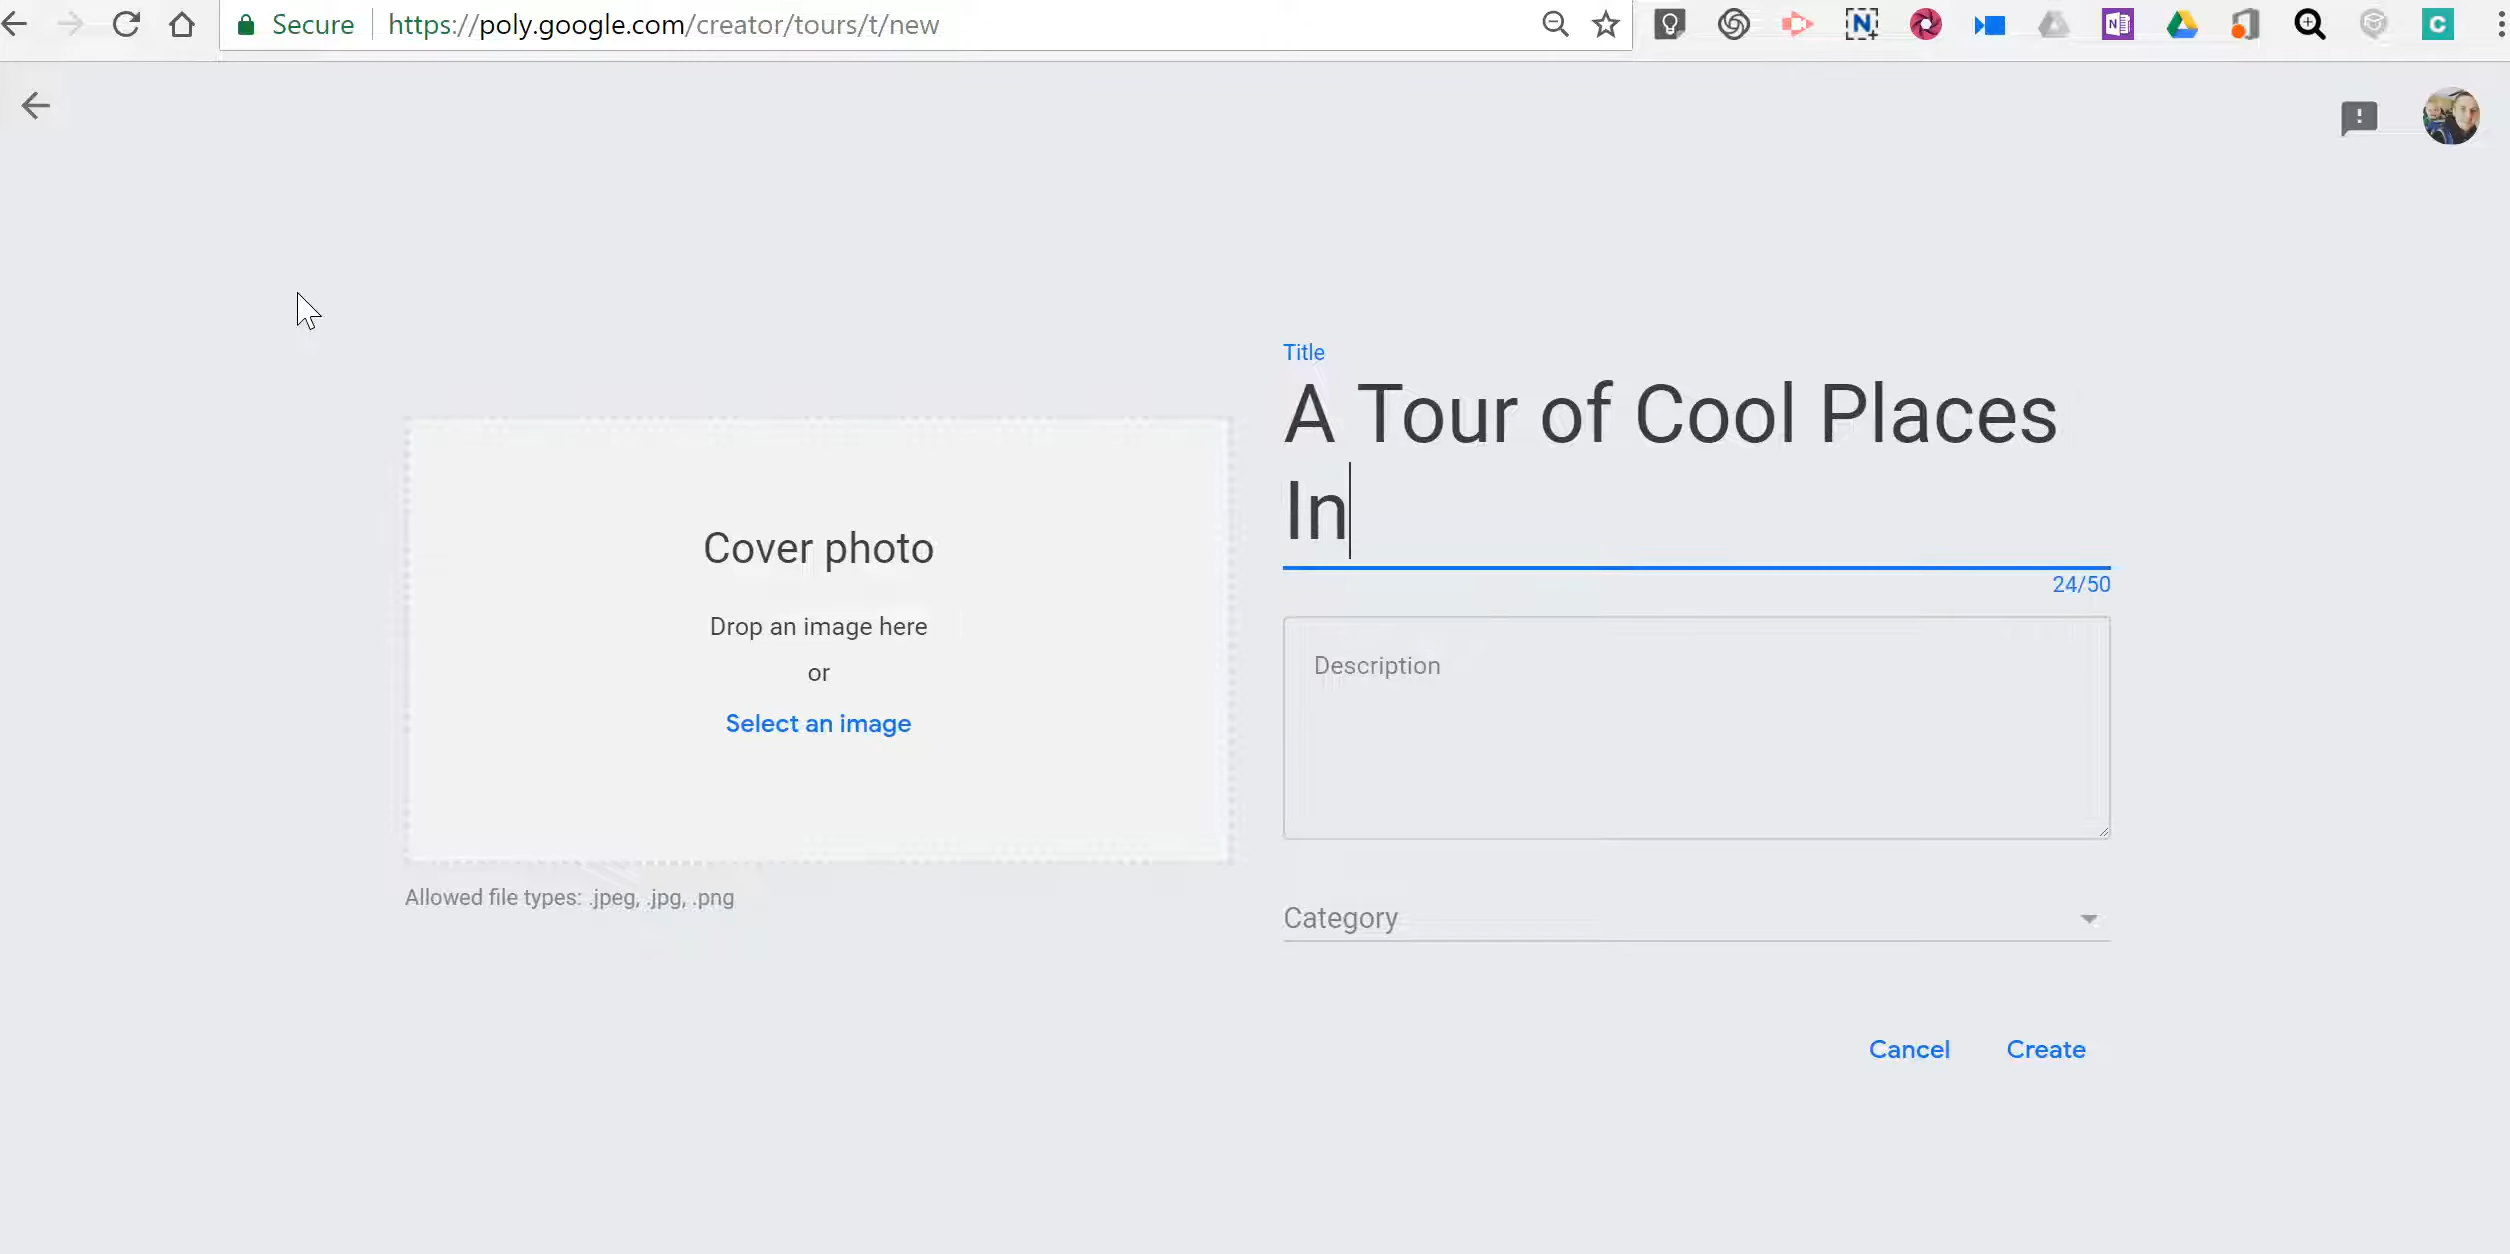 Secure https://poly.google.com/creator/tours/t/new
N
N
C
Title
A Tour of Cool Places
In
24/50
Cover photo
Drop an image here
or
Select an image
Allowed file types: .jpeg, .jpg, .png
Description
Category
Cancel Create